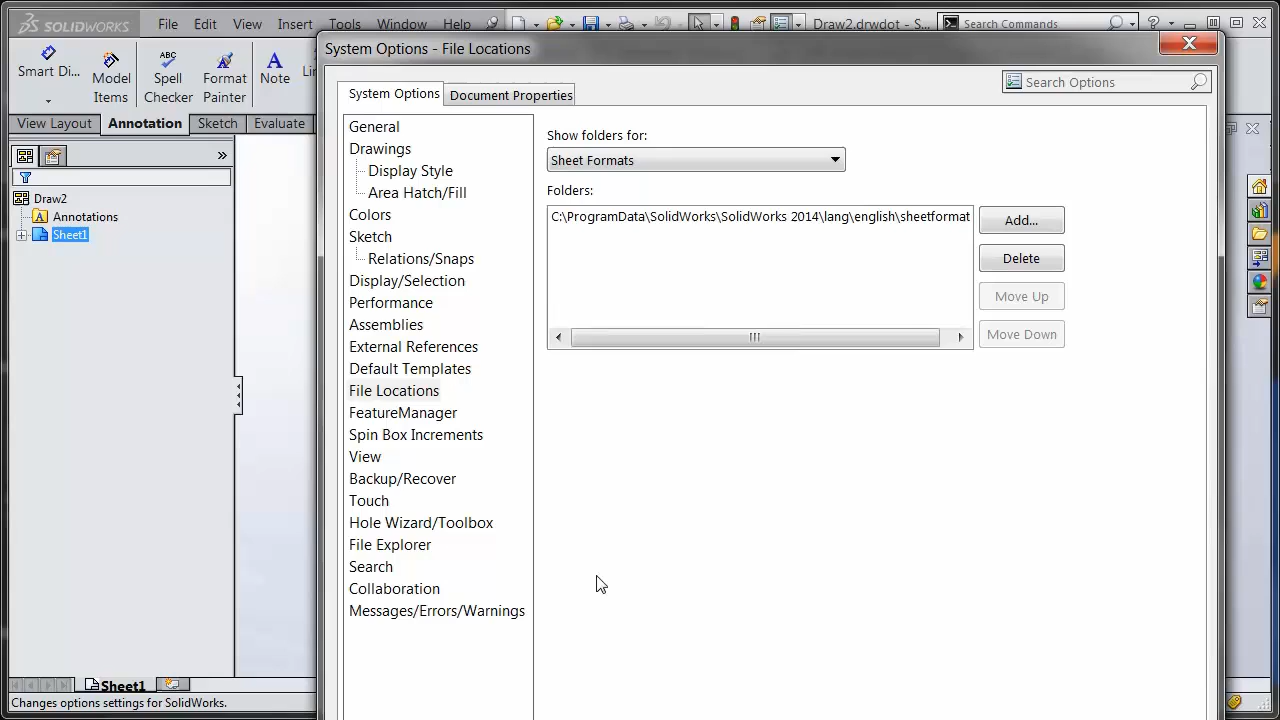 SOLIDWORKS File Edit View Insert Tools Window Help Draw2.drwdot - S... Search Commands
System Options - File Locations
Smart Di... Model Items Spell Checker Format Painter Note
ABC
View Layout Annotation Sketch Evaluate
Draw2
Annotations
Sheet1
System Options Document Properties
Search Options
General
Drawings
Display Style
Area Hatch/Fill
Colors
Sketch
Relations/Snaps
Display/Selection
Performance
Assemblies
External References
Default Templates
File Locations
FeatureManager
Spin Box Increments
View
Backup/Recover
Touch
Hole Wizard/Toolbox
File Explorer
Search
Collaboration
Messages/Errors/Warnings
Show folders for:
Sheet Formats
Folders:
C:\ProgramData\SolidWorks\SolidWorks 2014\lang\english\sheetformat
Add...
Delete
Move Up
Move Down
Sheet1
Changes options settings for SolidWorks.